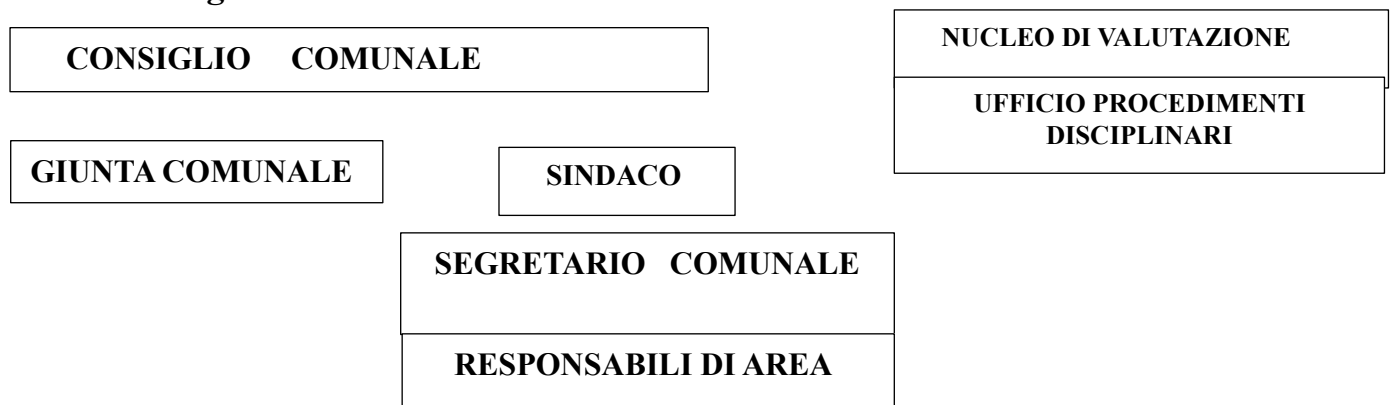 CONSIGLIO COMUNALE
NUCLEO DI VALUTAZIONE
UFFICIO PROCEDIMENTI
DISCIPLINARI
GIUNTA COMUNALE
SINDACO
SEGRETARIO COMUNALE
RESPONSABILI DI AREA